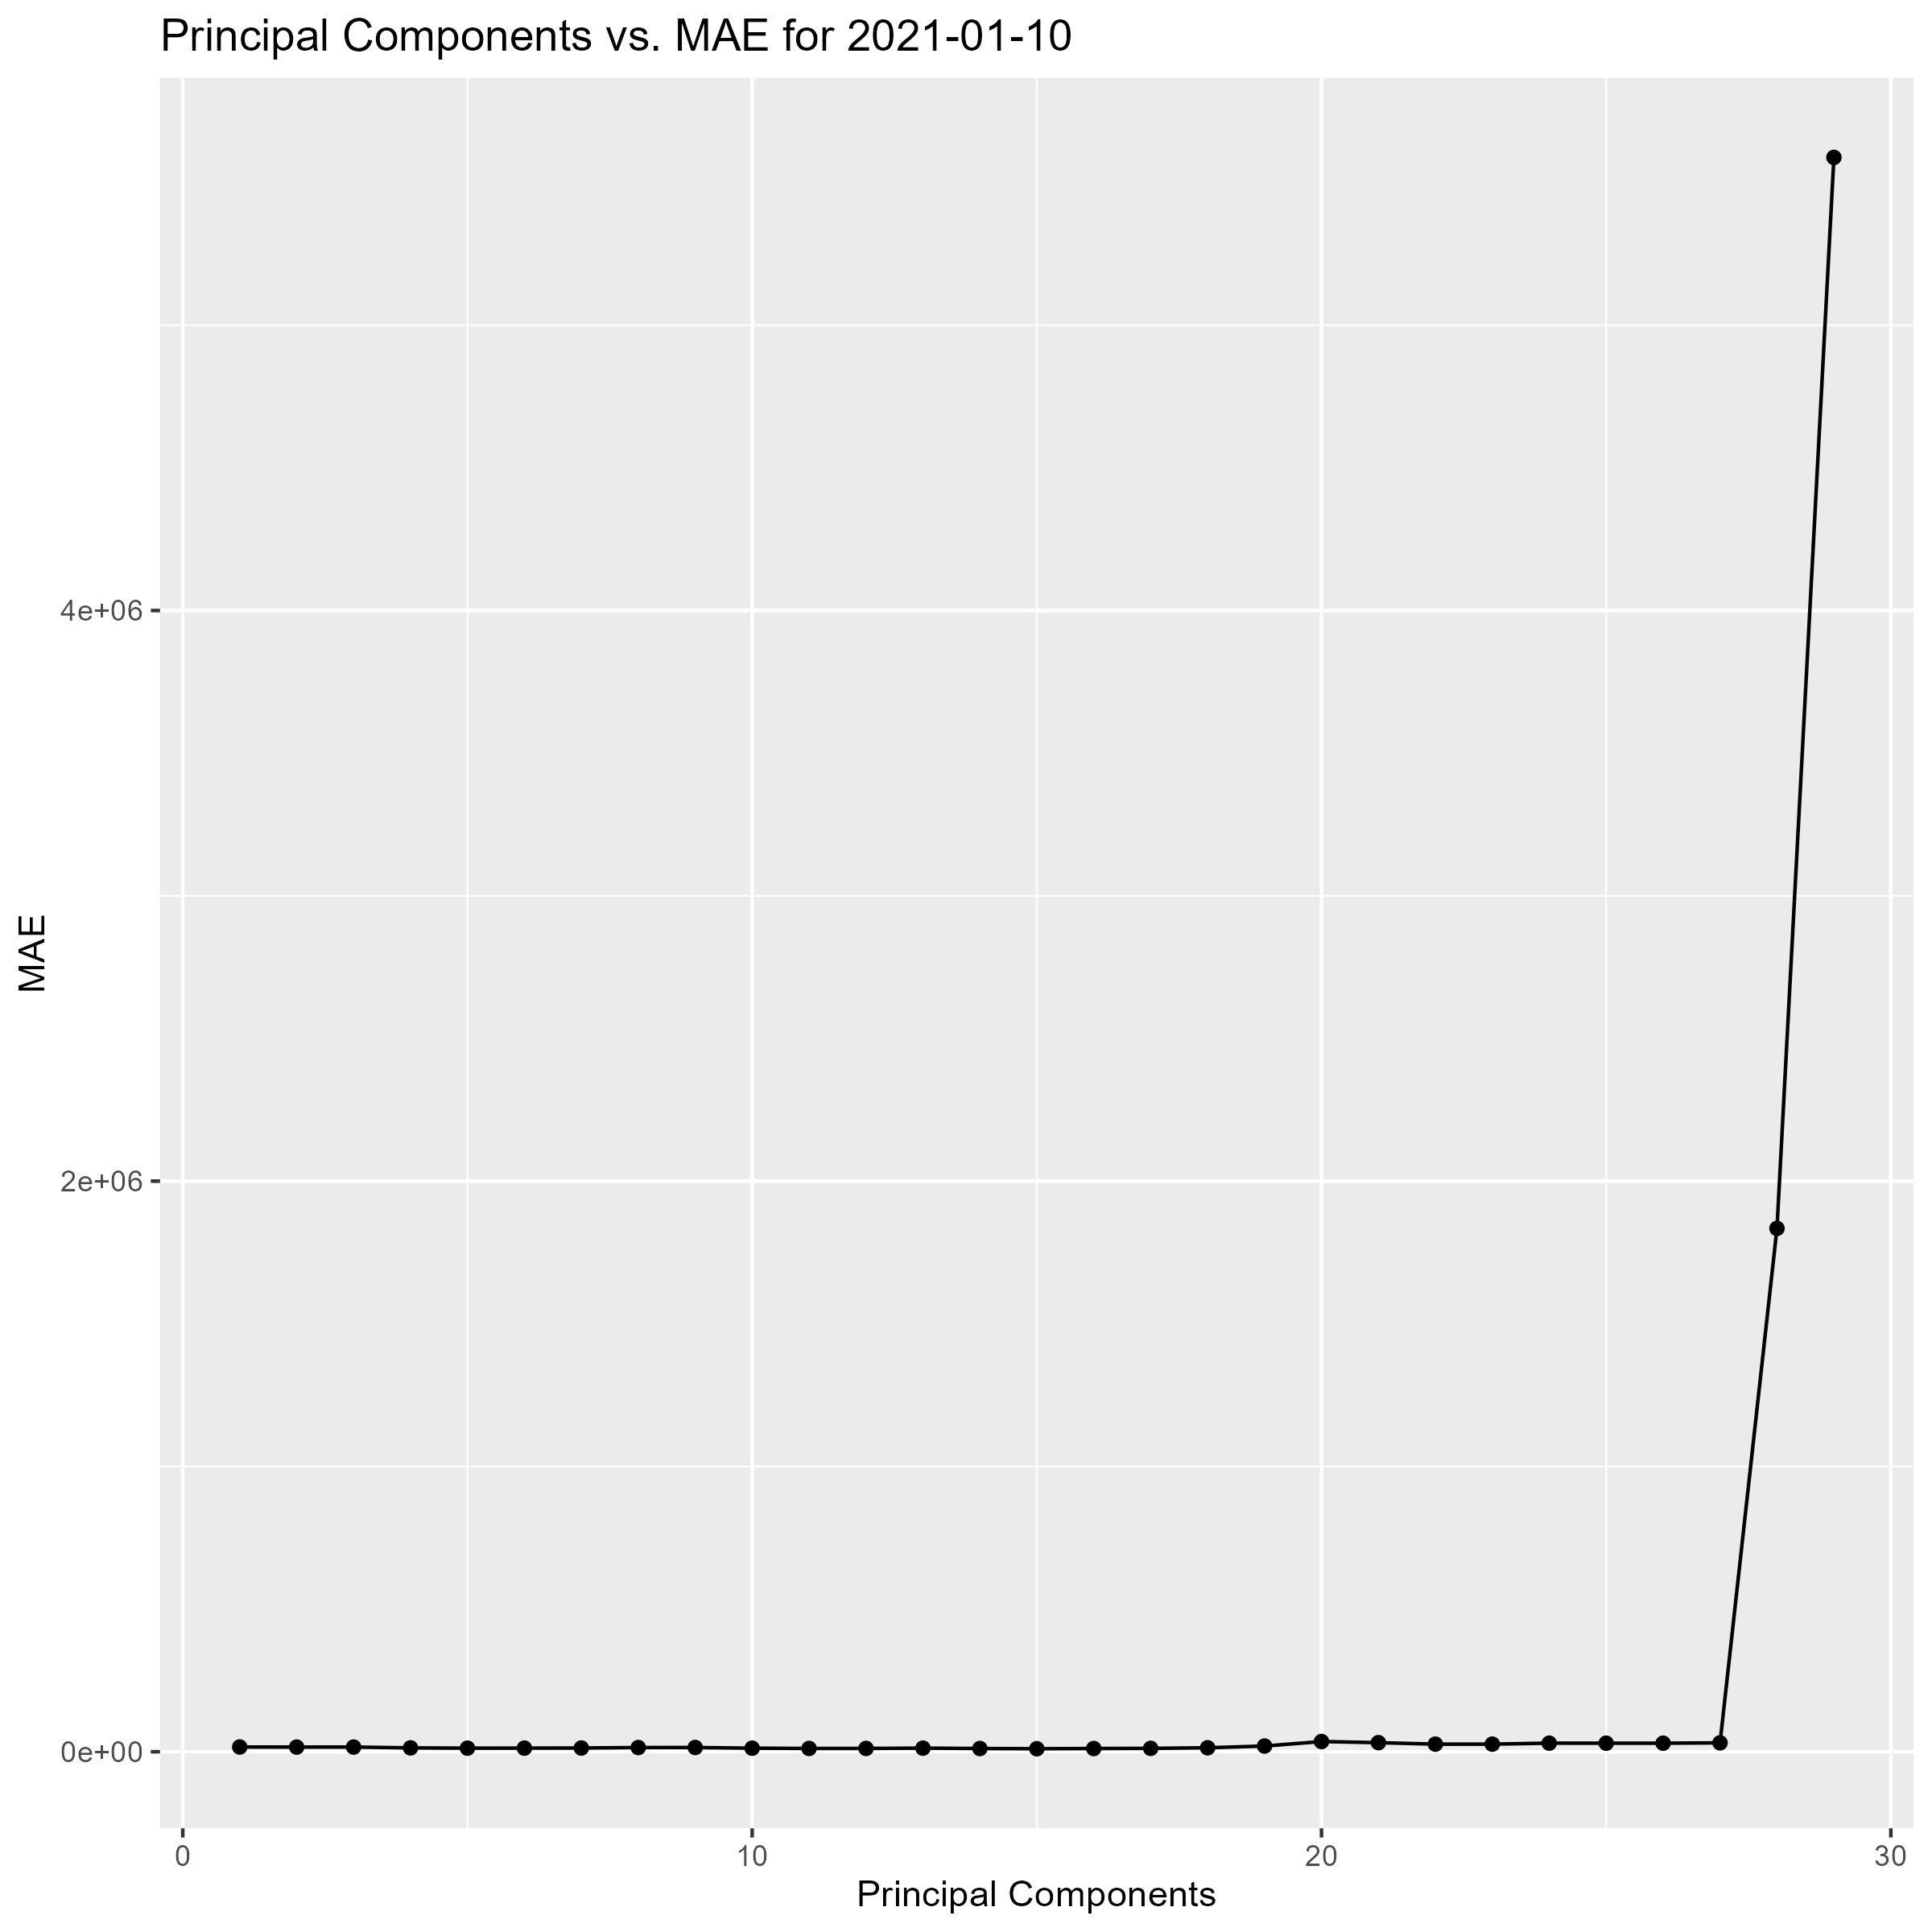 Principal Components vs. MAE for 2021-01-10
MAE
4e+06
2e+06
0e+00
0 10 20 30
Principal Components